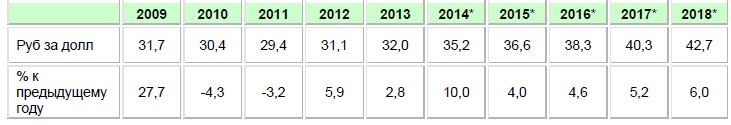 2009 2010 2011 2012 2013 2014* 2015* 2016* 2017* 2018*
Руб за долл 31,7 30,4 29,4 31,1 32,0 35,2 36,6 38,3 40,3 42,7
% к
предыдущему 27,7 -4,3 -3,2 5,9 2,8 10,0 4,0 4,6 5,2 6,0
году